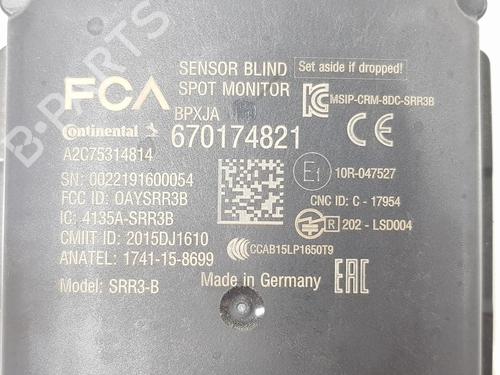 B-PARTS
FCA
SENSOR BLIND
SPOT MONITOR
Set aside if dropped!
BPXJA
MSIP-CRM-8DC-SRR3B
Continental
670174821
A2C75314814
SN: 0022191600054
FCC ID: OAYSRR3B
IC: 4135A-SRR3B
CMIIT ID: 2015DJ1610
ANATEL: 1741-15-8699
Model: SRR3-B
E1
10R-047527
CNC ID: C - 17954
R 202 - LSD004
CCAB15LP1650T9
Made in Germany
EAC